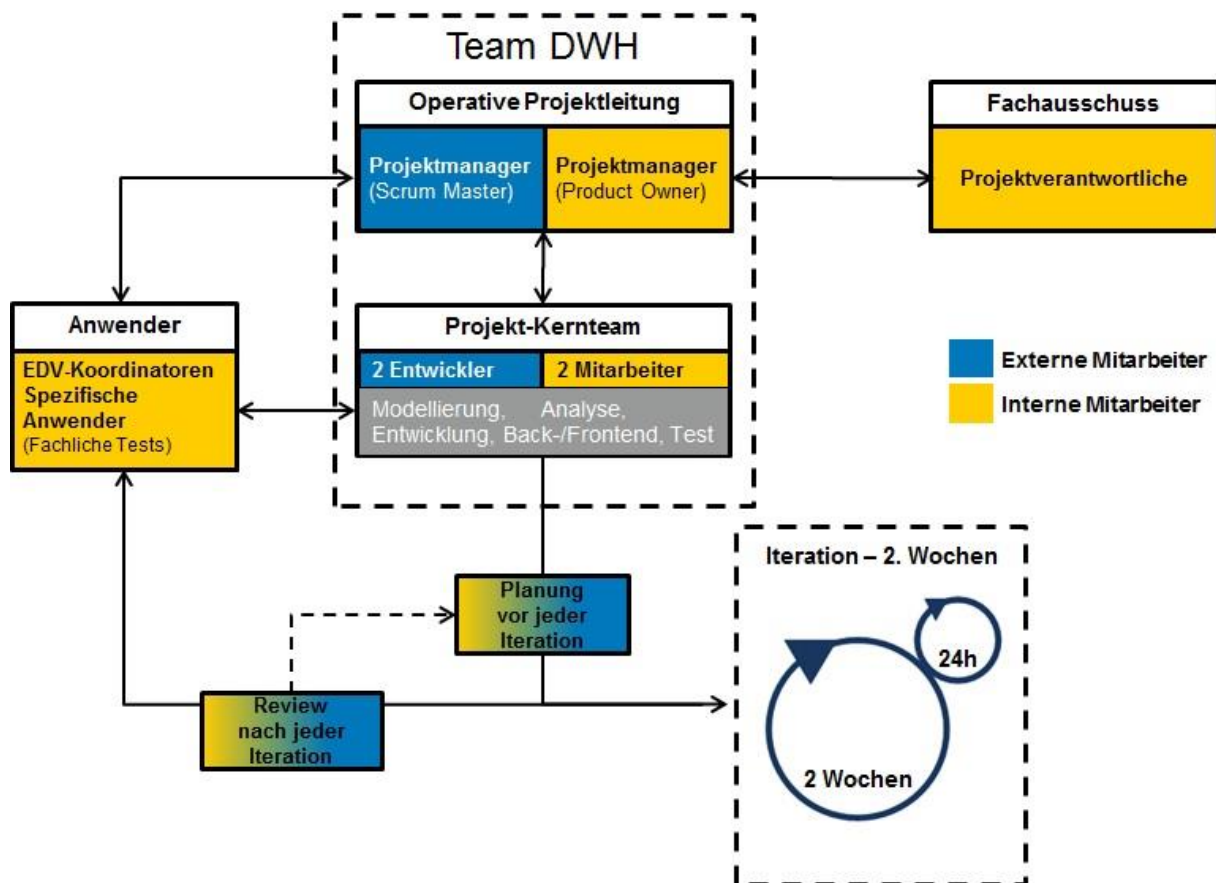 Team DWH
Operative Projektleitung
Projektmanager
(Scrum Master)
Projektmanager
(Product Owner)
Fachausschuss
Projektverantwortliche
Anwender
EDV-Koordinatoren
Spezifische
Anwender
(Fachliche Tests)
Projekt-Kernteam
2 Entwickler
2 Mitarbeiter
Modellierung, Analyse,
Entwicklung, Back-/Frontend, Test
Externe Mitarbeiter
Interne Mitarbeiter
Planung
vor jeder
Iteration
Review
nach jeder
Iteration
Iteration – 2. Wochen
24h
2 Wochen